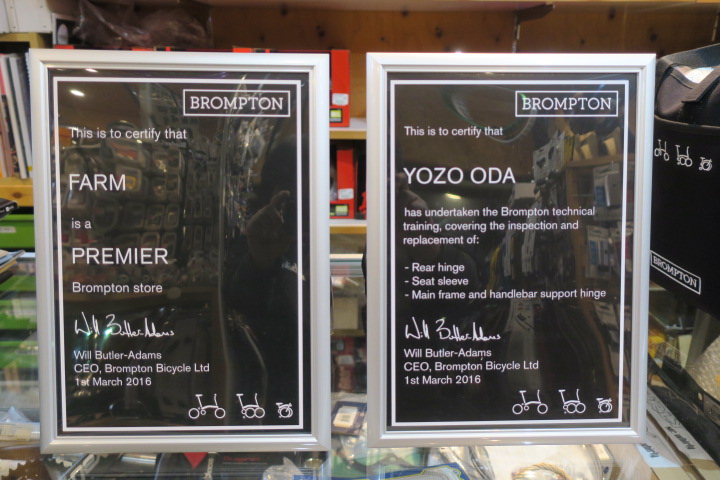 BROMPTON
This is to certify that
FARM
is a
PREMIER
Brompton store
Will Butler-Adams
Will Butler-Adams
CEO, Brompton Bicycle Ltd
1st March 2016
BROMPTON
This is to certify that
YOZO ODA
has undertaken the Brompton technical
training, covering the inspection and
replacement of:
- Rear hinge
- Seat sleeve
- Main frame and handlebar support hinge
Will Butler-Adams
Will Butler-Adams
CEO, Brompton Bicycle Ltd
1st March 2016
BROMPTON